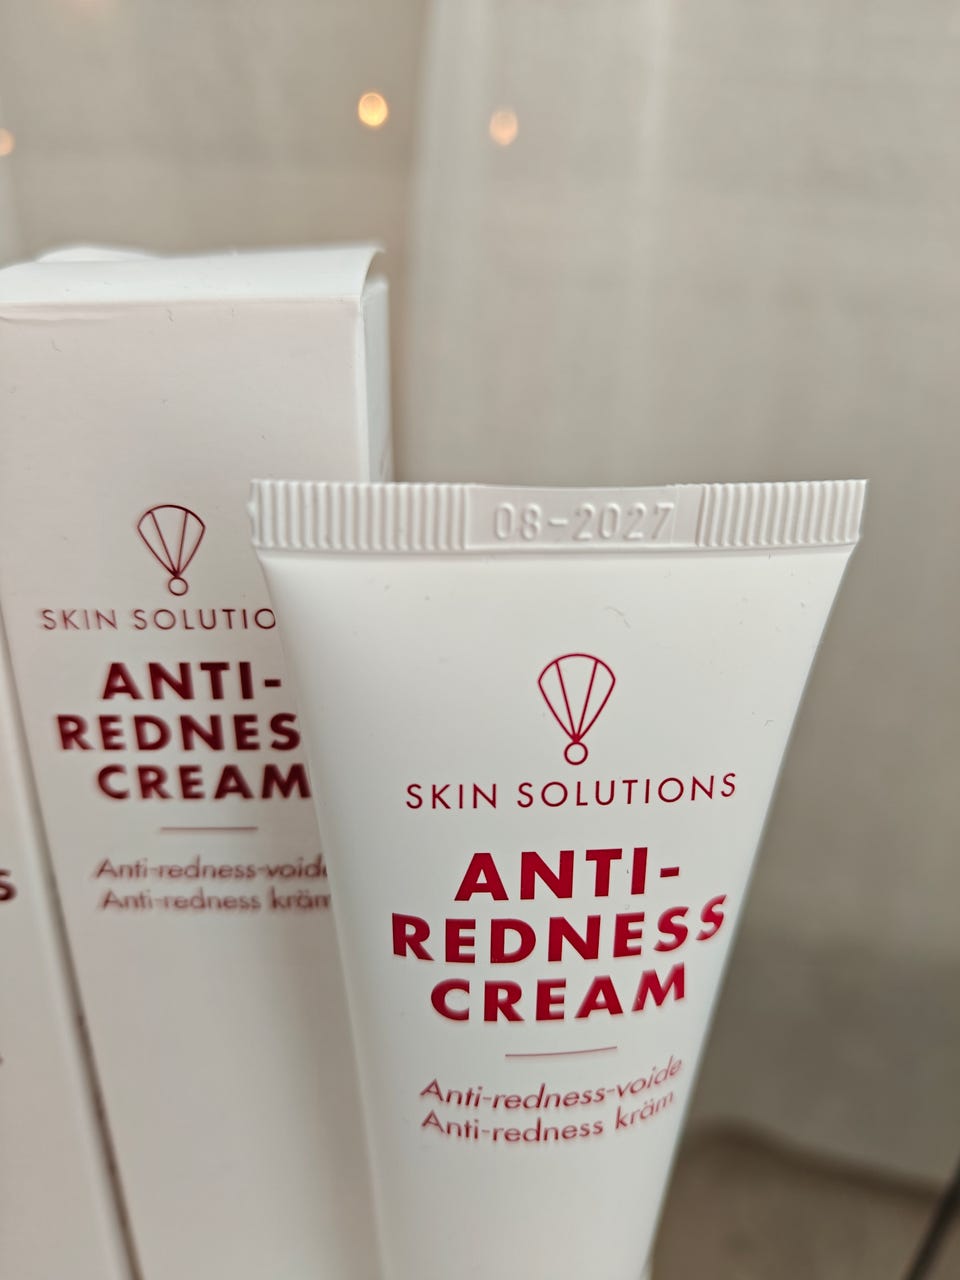 SKIN SOLUTIO
ANTI-
REDNES
CREAM
Anti-redness-voide
Anti-redness kräm
S
08-2027
SKIN SOLUTIONS
ANTI-
REDNESS
CREAM
Anti-redness-voide
Anti-redness kräm